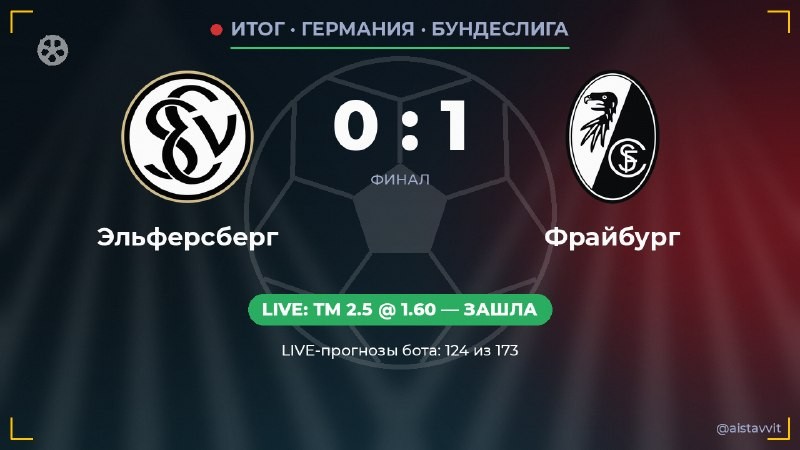 ИТОГ · ГЕРМАНИЯ · БУНДЕСЛИГА
0 : 1
ФИНАЛ
Эльферсберг
Фрайбург
LIVE: ТМ 2.5 @ 1.60 — ЗАШЛА
LIVE-прогнозы бота: 124 из 173
@aistavvit